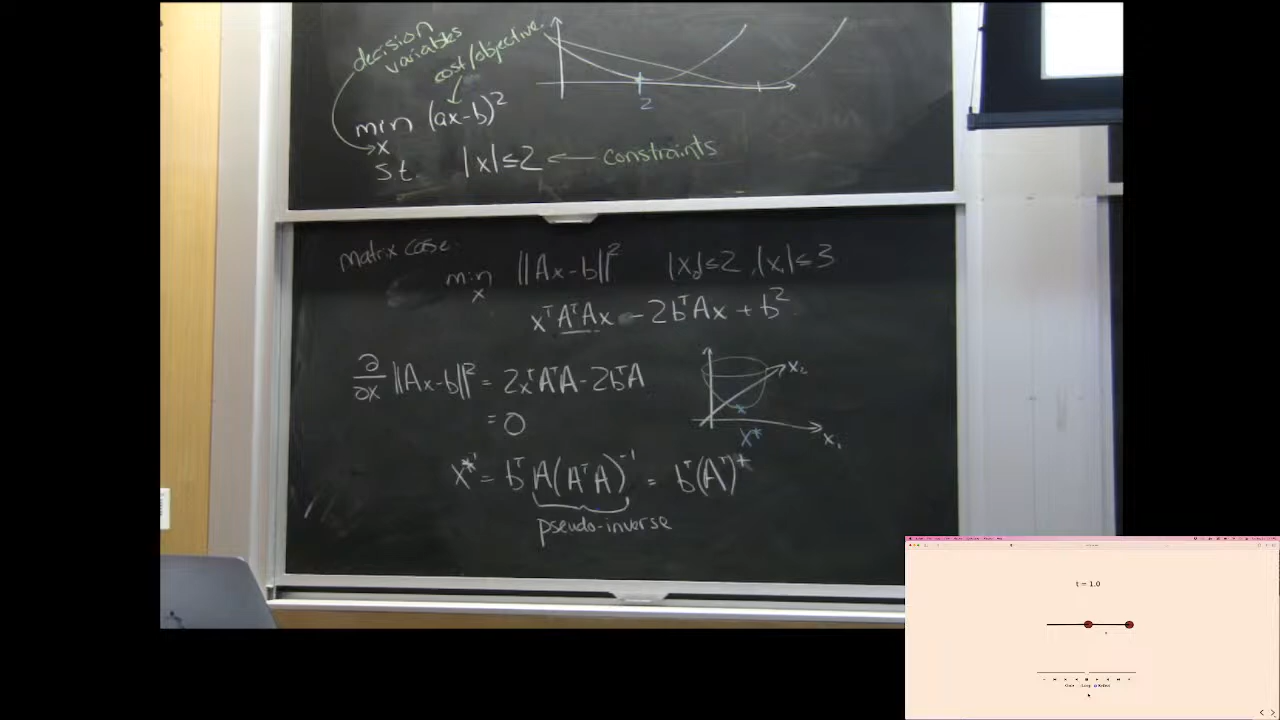 decision
variables
cost/objective
min (ax-b)²
x
s.t. |x|≤2 ← constraints
2
matrix case:
min ||Ax-b||² |x₀|≤2, |x₁|≤3
x
xᵀAᵀAx - 2bᵀAx + b²
∂/∂x ||Ax-b||² = 2xᵀAᵀA - 2bᵀA
= 0
x₂
x₁
x*
x*ᵀ = bᵀA(AᵀA)⁻¹ = bᵀ(Aᵀ)⁺
pseudo-inverse
t = 1.0